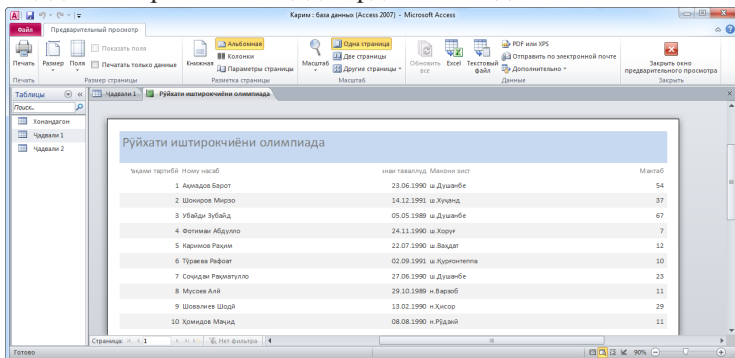 Карим : база данных (Access 2007) - Microsoft Access
Файл Предварительный просмотр
Печать Размер Поля Показать поля Печатать только данные Книжная Альбомная Колонки Параметры страницы Масштаб Одна страница Две страницы Другие страницы Обновить все Excel Текстовый файл PDF или XPS Отправить по электронной почте Дополнительно Закрыть окно предварительного просмотра
Печать Размер страницы Разметка страницы Масштаб Данные Закрыть
Таблицы Ҷадвали 1 Рӯйхати иштирокчиёни олимпиада
Поиск...
Хонандагон
Ҷадвали 1
Ҷадвали 2
Рӯйхати иштирокчиёни олимпиада
ақами тартибӣ Ному насаб наи таваллуд Макони зист Мактаб
1 Аҳмадов Барот 23.06.1990 ш.Душанбе 54
2 Шокиров Мирзо 14.12.1991 ш.Хуҷанд 37
3 Убайди Зубайд 05.05.1989 ш.Душанбе 67
4 Фотимаи Абдулло 24.11.1990 ш.Хоруғ 7
5 Каримов Раҳим 22.07.1990 ш.Ваҳдат 12
6 Тӯраева Рафоат 02.09.1991 ш.Қурғонтеппа 10
7 Соҷидаи Раҳматулло 27.06.1990 ш.Душанбе 23
8 Мусоев Алӣ 29.10.1989 н.Варзоб 11
9 Шовалиев Шодӣ 13.02.1990 н.Ҳисор 29
10 Ҳомидов Маҷид 08.08.1990 н.Рӯдакӣ 11
Страница: 1 Нет фильтра
Готово 90%